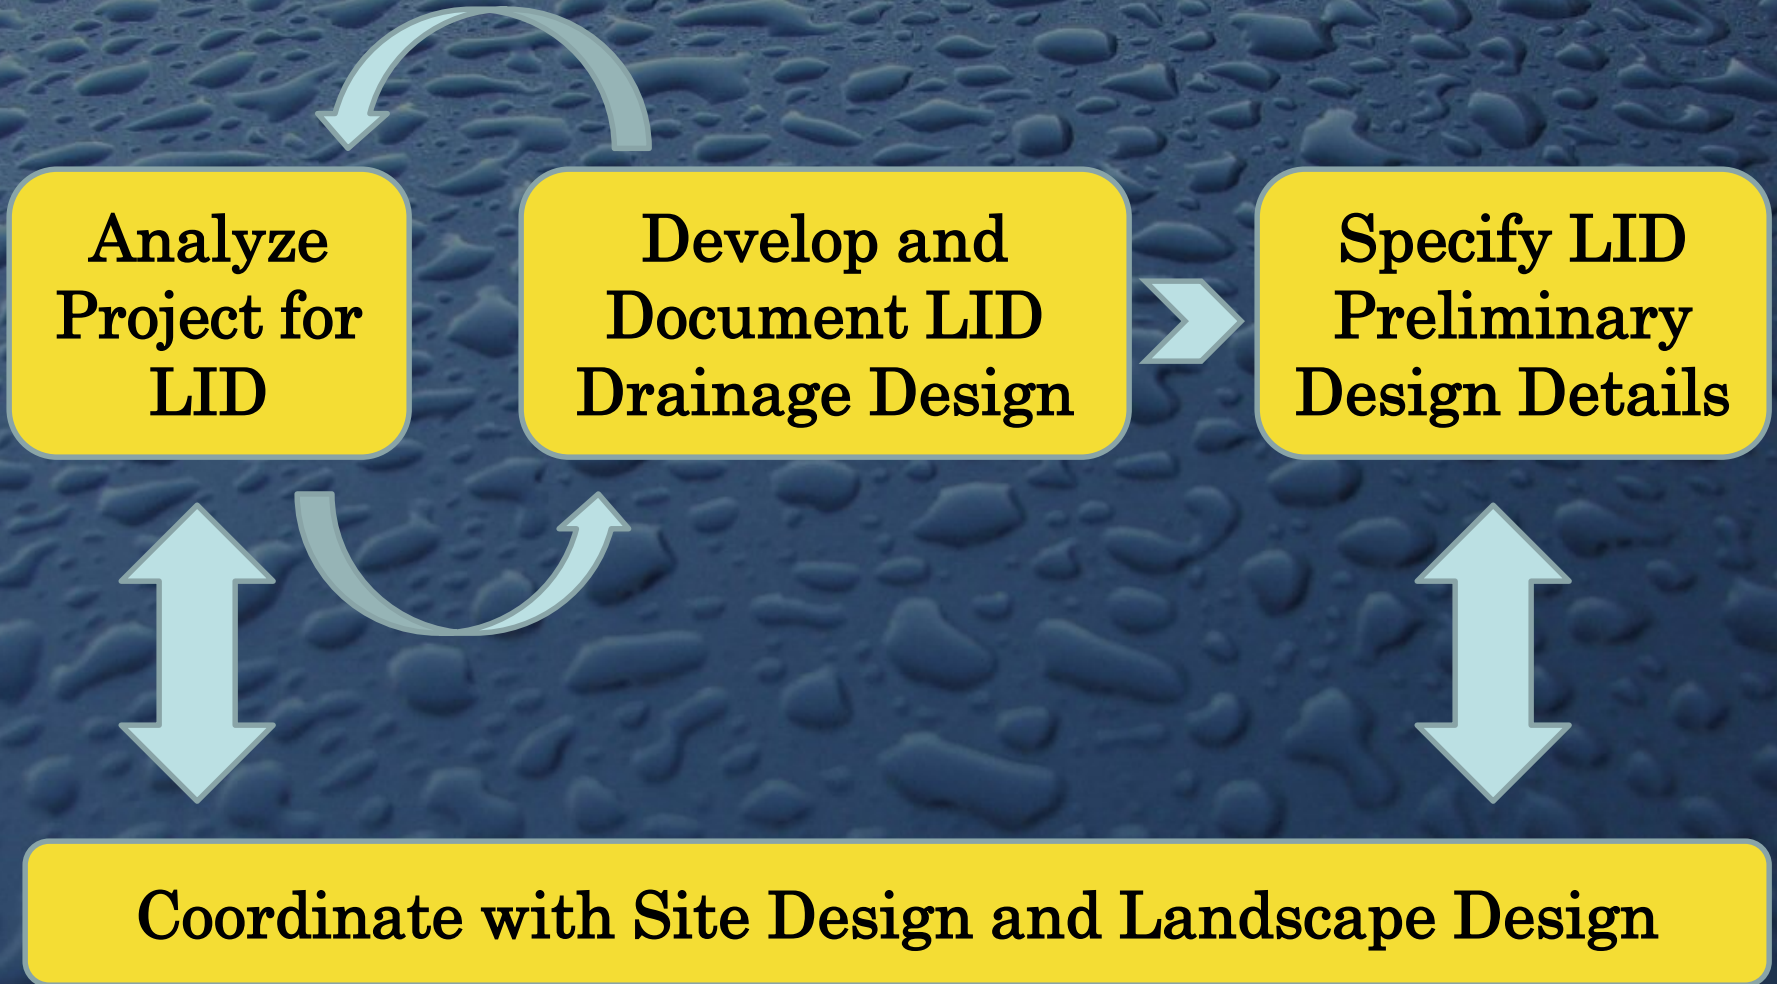 Analyze
Project for
LID
Develop and
Document LID
Drainage Design
Specify LID
Preliminary
Design Details
Coordinate with Site Design and Landscape Design